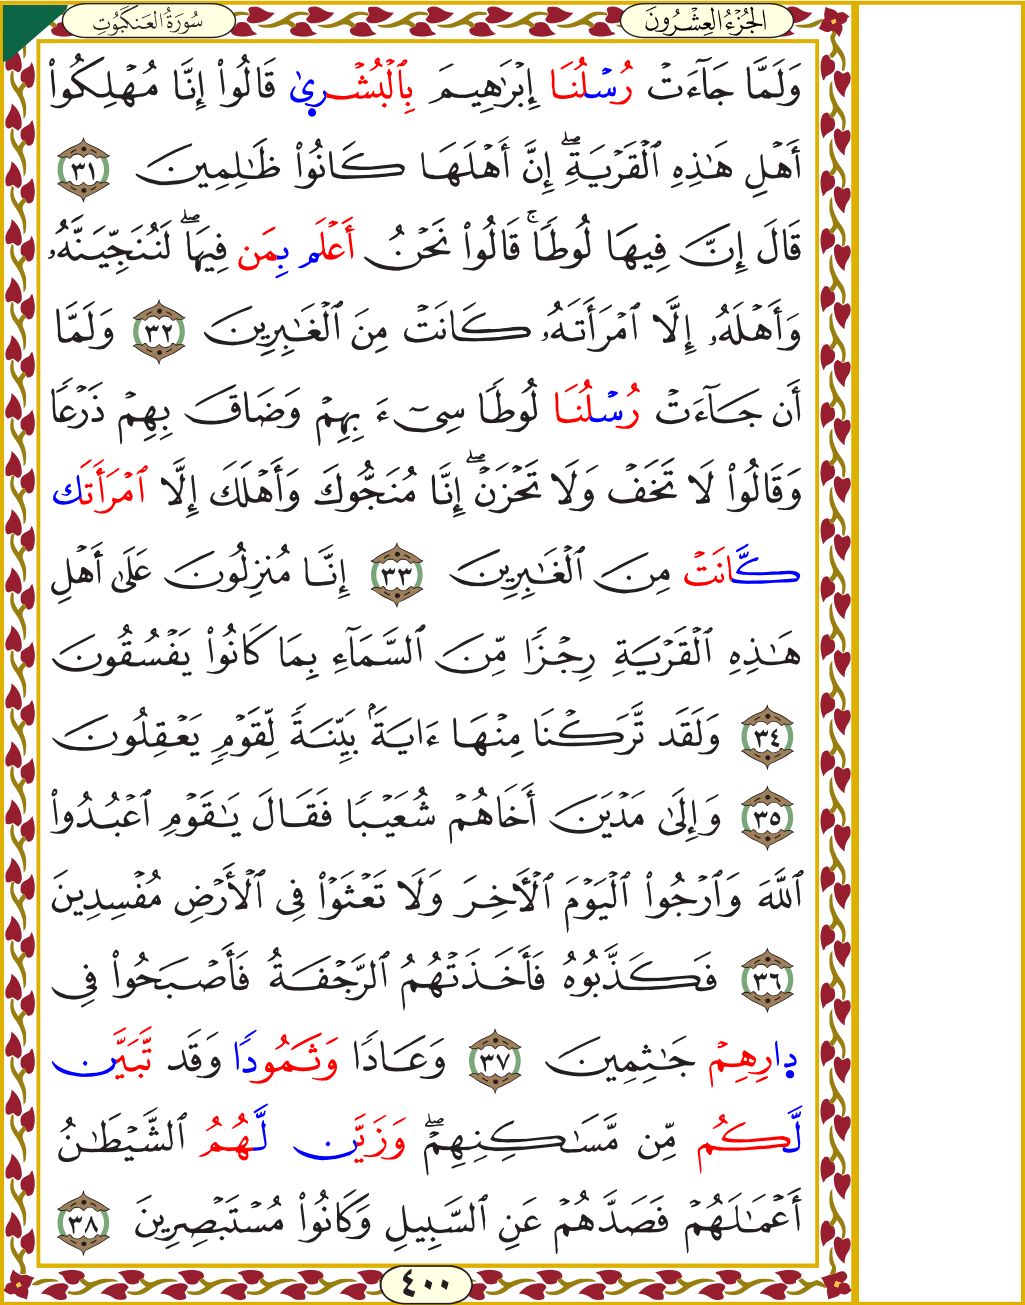 الجُزْءُ العِشْرُونَ
سُورَةُ العَنكَبُوتِ
وَلَمَّا جَآءَتْ رُسْلُنَا إِبْرَٰهِيمَ بِالْبُشْرِىٰ قَالُوا۟ إِنَّا مُهْلِكُوا۟
أَهْلِ هَٰذِهِ ٱلْقَرْيَةِۖ إِنَّ أَهْلَهَا كَانُوا۟ ظَٰلِمِينَ ٣١
قَالَ إِنَّ فِيهَا لُوطًاۚ قَالُوا۟ نَحْنُ أَعْلَم بِمَن فِيهَاۖ لَنُنَجِّيَنَّهُۥ
وَأَهْلَهُۥ إِلَّا ٱمْرَأَتَهُۥ كَانَتْ مِنَ ٱلْغَٰبِرِينَ ٣٢ وَلَمَّا
أَن جَآءَتْ رُسْلُنَا لُوطًا سِىٓءَ بِهِمْ وَضَاقَ بِهِمْ ذَرْعًا
وَقَالُوا۟ لَا تَخَفْ وَلَا تَحْزَنْۖ إِنَّا مُنَجُّوكَ وَأَهْلَكَ إِلَّا ٱمْرَأَتَك
كَّانَتْ مِنَ ٱلْغَٰبِرِينَ ٣٣ إِنَّا مُنزِلُونَ عَلَىٰ أَهْلِ
هَٰذِهِ ٱلْقَرْيَةِ رِجْزًا مِّنَ ٱلسَّمَآءِ بِمَا كَانُوا۟ يَفْسُقُونَ
٣٤ وَلَقَد تَّرَكْنَا مِنْهَا ءَايَةًۢ بَيِّنَةً لِّقَوْمٍ يَعْقِلُونَ
٣٥ وَإِلَىٰ مَدْيَنَ أَخَاهُمْ شُعَيْبًا فَقَالَ يَٰقَوْمِ ٱعْبُدُوا۟
ٱللَّهَ وَٱرْجُوا۟ ٱلْيَوْمَ ٱلْأَخِرَ وَلَا تَعْثَوْا۟ فِى ٱلْأَرْضِ مُفْسِدِينَ
٣٦ فَكَذَّبُوهُ فَأَخَذَتْهُمُ ٱلرَّجْفَةُ فَأَصْبَحُوا۟ فِى
دِارِهِمْ جَٰثِمِينَ ٣٧ وَعَادًا وَثَمُودًا وَقَد تَّبَيَّن
لَّكُم مِّن مَّسَٰكِنِهِمْۖ وَزَيَّن لَّهُمُ ٱلشَّيْطَٰنُ
أَعْمَٰلَهُمْ فَصَدَّهُمْ عَنِ ٱلسَّبِيلِ وَكَانُوا۟ مُسْتَبْصِرِينَ ٣٨
٤٠٠